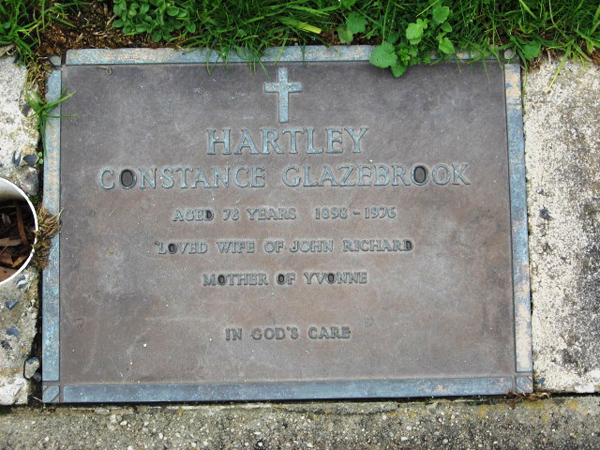 HARTLEY
CONSTANCE GLAZEBROOK
AGED 78 YEARS 1898-1976
LOVED WIFE OF JOHN RICHARD
MOTHER OF YVONNE
IN GOD'S CARE